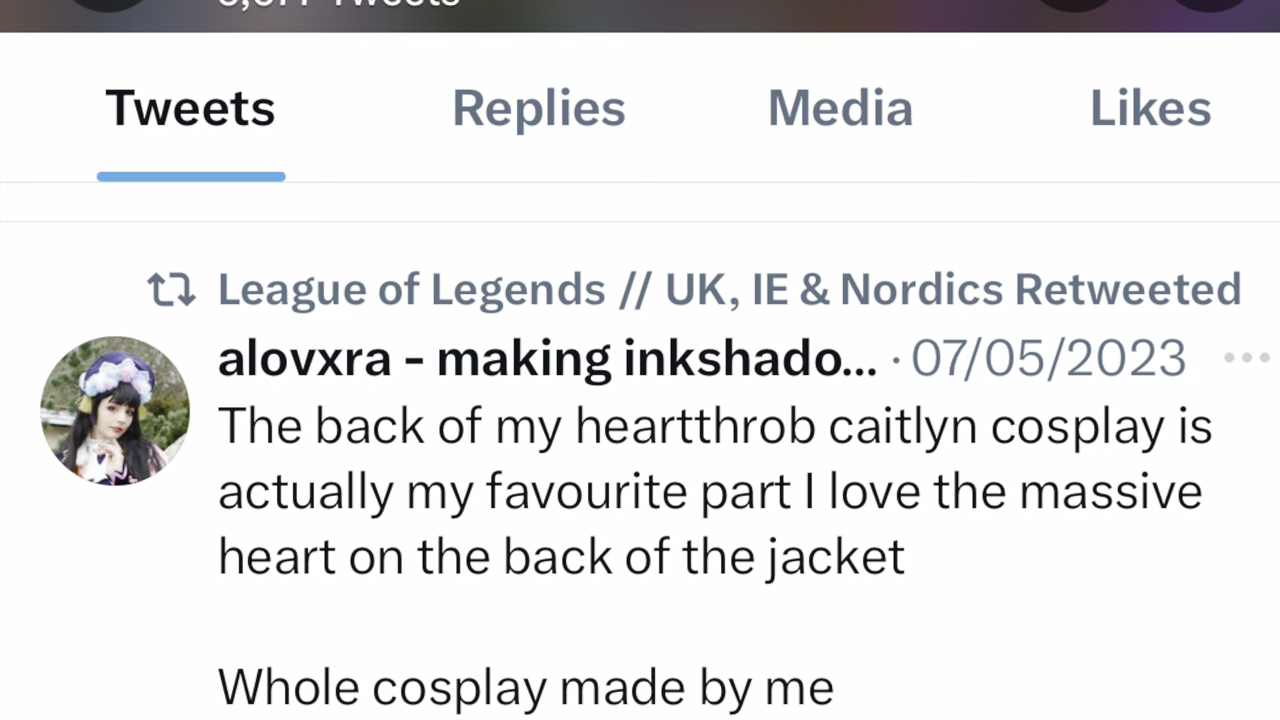 Tweets
Tweets Replies Media Likes
League of Legends // UK, IE & Nordics Retweeted
alovxra - making inkshado... · 07/05/2023 ...
The back of my heartthrob caitlyn cosplay is
actually my favourite part I love the massive
heart on the back of the jacket
Whole cosplay made by me